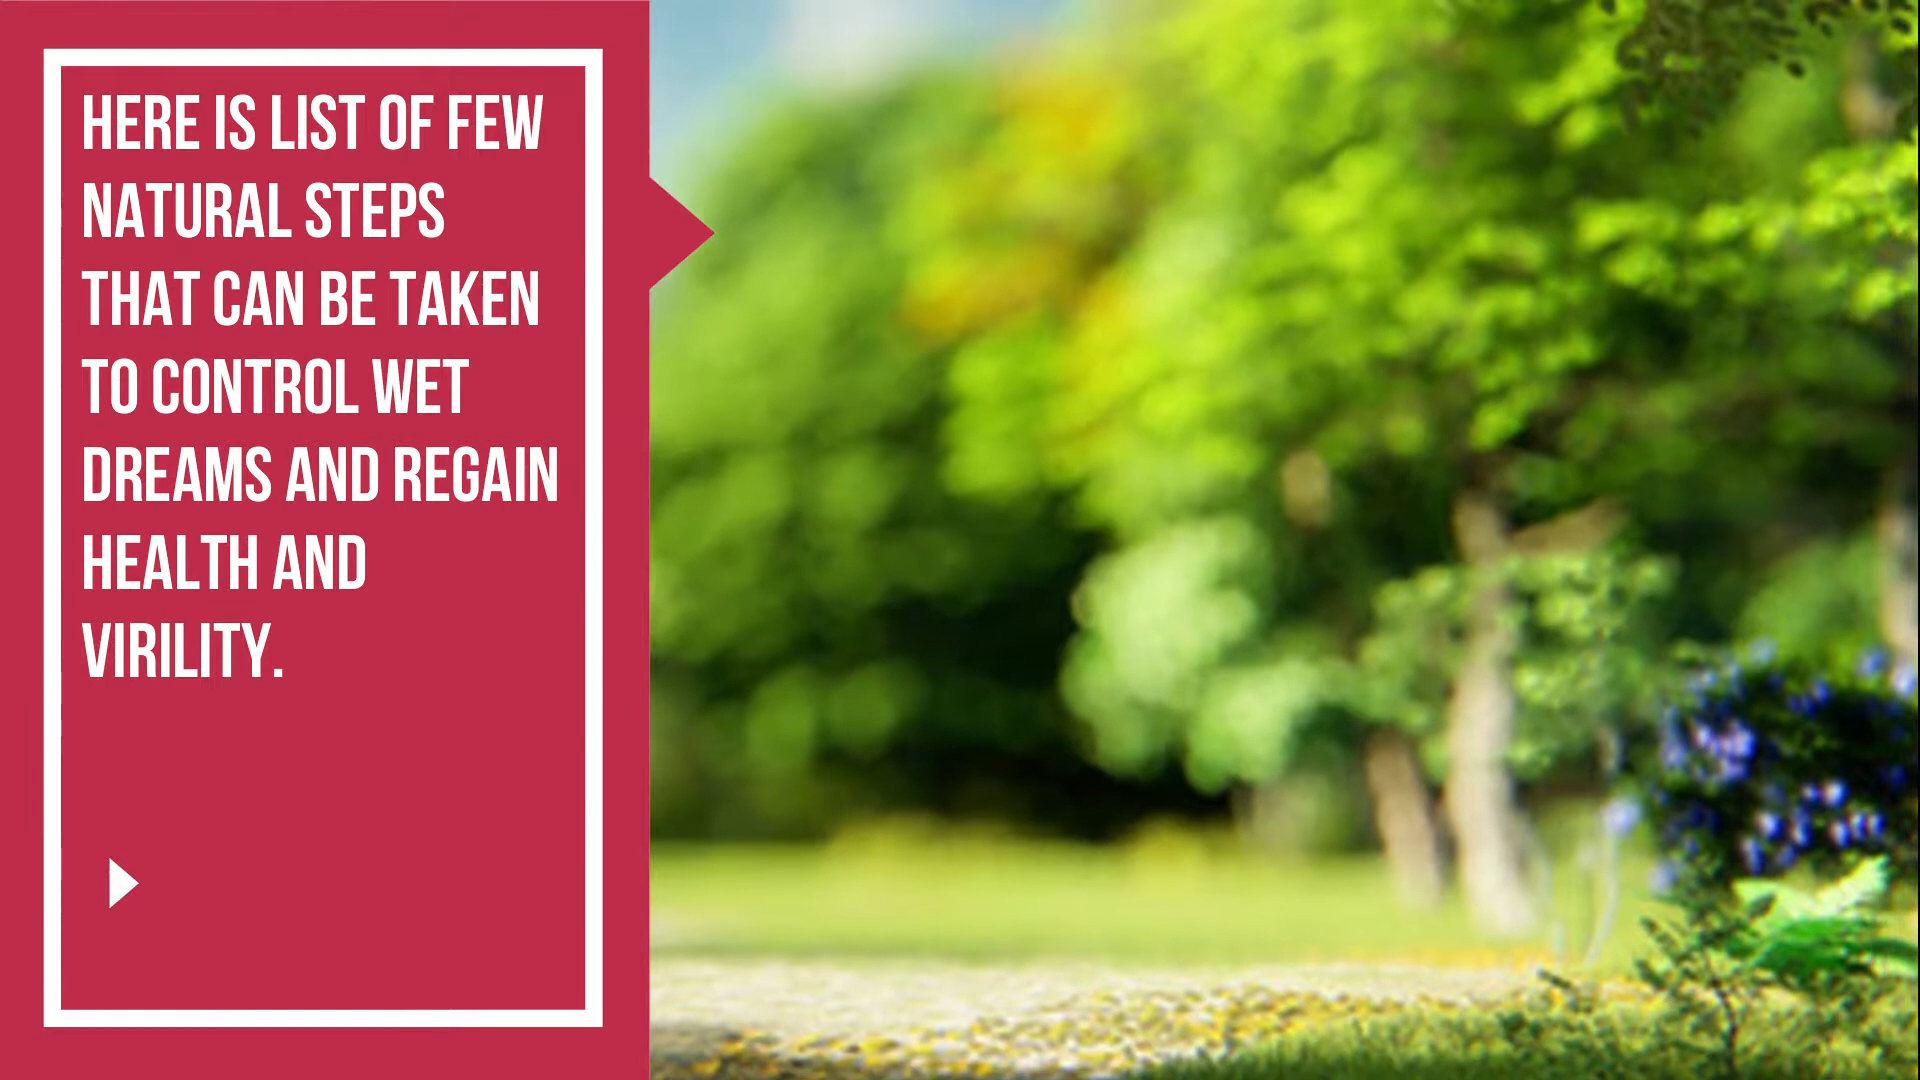 HERE IS LIST OF FEW
NATURAL STEPS
THAT CAN BE TAKEN
TO CONTROL WET
DREAMS AND REGAIN
HEALTH AND
VIRILITY.